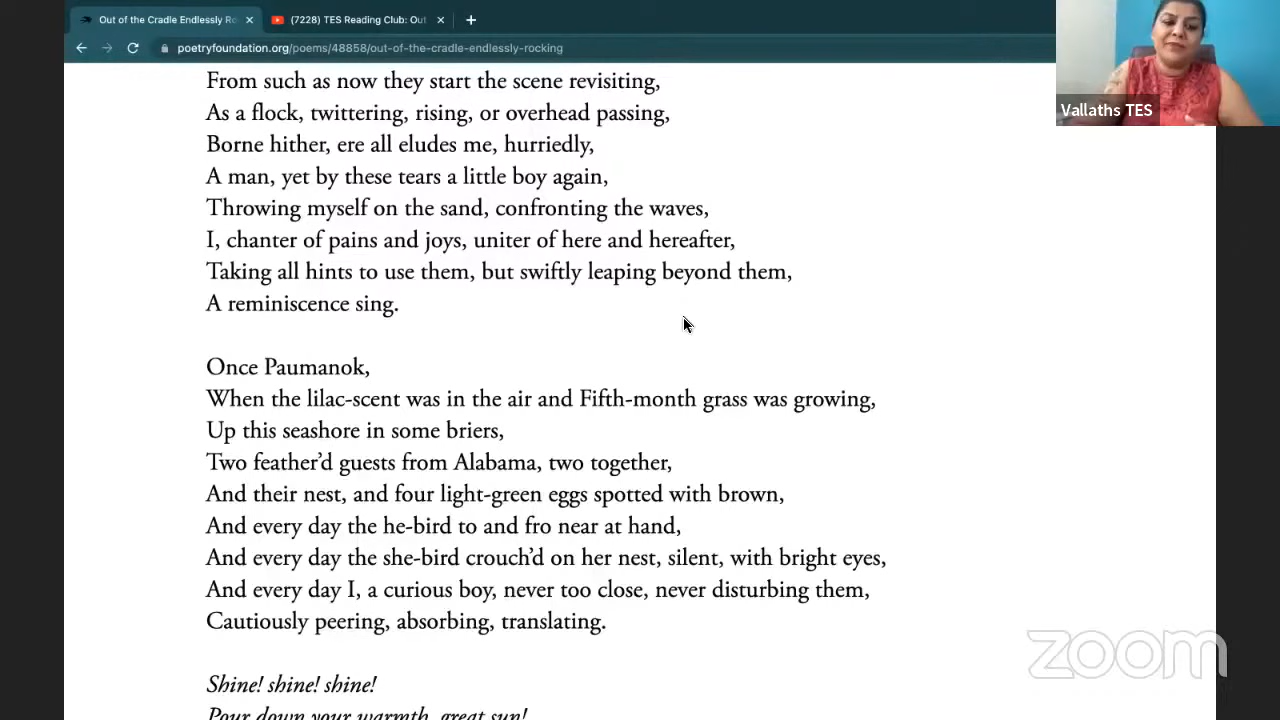 Out of the Cradle Endlessly Ro
(7228) TES Reading Club: Out
poetryfoundation.org/poems/48858/out-of-the-cradle-endlessly-rocking
Vallaths TES
From such as now they start the scene revisiting,
As a flock, twittering, rising, or overhead passing,
Borne hither, ere all eludes me, hurriedly,
A man, yet by these tears a little boy again,
Throwing myself on the sand, confronting the waves,
I, chanter of pains and joys, uniter of here and hereafter,
Taking all hints to use them, but swiftly leaping beyond them,
A reminiscence sing.
Once Paumanok,
When the lilac-scent was in the air and Fifth-month grass was growing,
Up this seashore in some briers,
Two feather’d guests from Alabama, two together,
And their nest, and four light-green eggs spotted with brown,
And every day the he-bird to and fro near at hand,
And every day the she-bird crouch’d on her nest, silent, with bright eyes,
And every day I, a curious boy, never too close, never disturbing them,
Cautiously peering, absorbing, translating.
Shine! shine! shine!
Pour down your warmth, great sun!
zoom